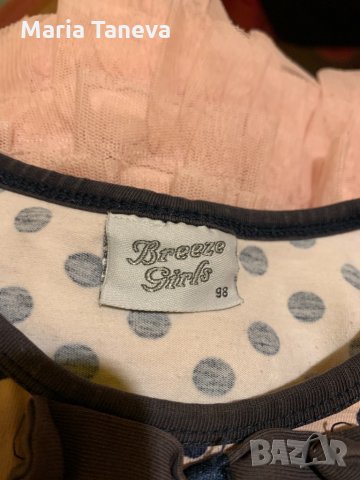 Maria Taneva
Breeze
Girls
98
BAZAR